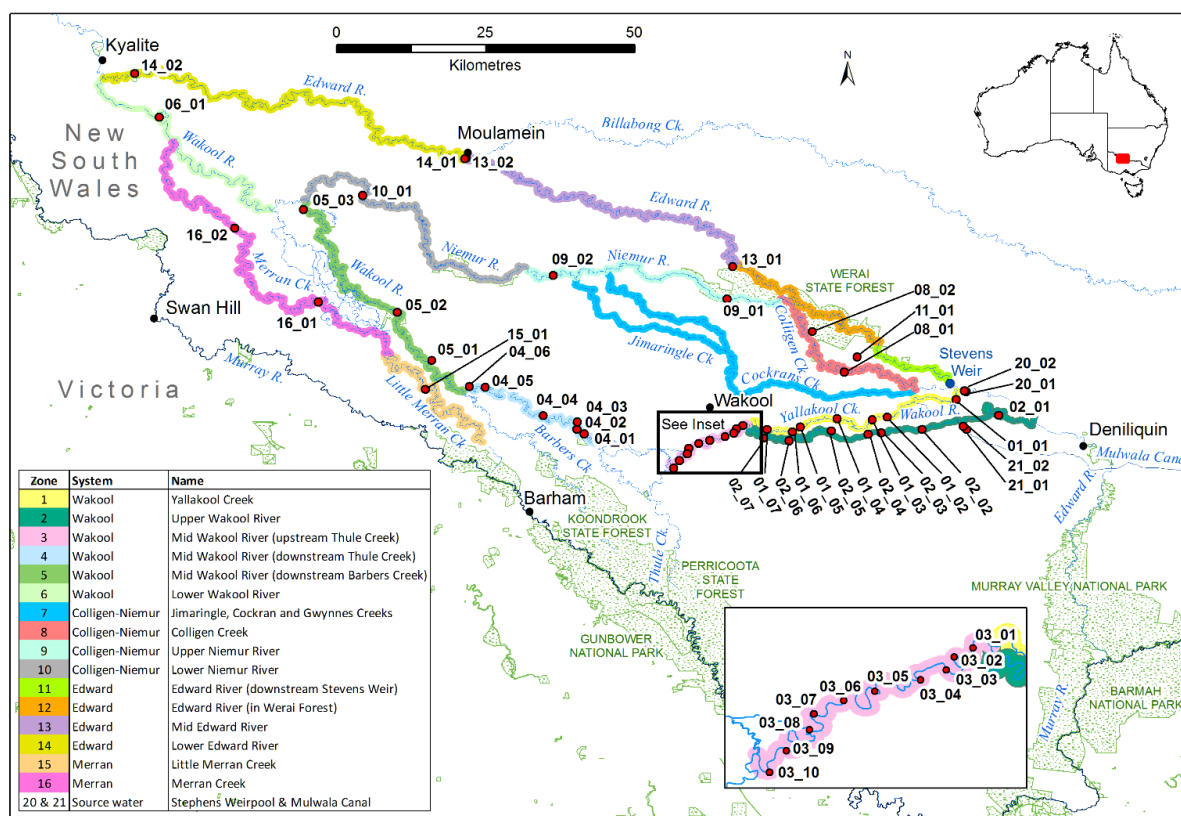 0 25 50
Kilometres
N
Kyalite
14_02
Edward R.
06_01
New
South
Wales
Wakool R.
Billabong Ck.
Moulamein
14_01
13_02
10_01
05_03
Edward R.
16_02
Niemur R.
09_02
Niemur R.
13_01
WERAI
STATE FOREST
Merran Ck.
Wakool R.
05_02
09_01
08_02
11_01
08_01
Swan Hill
16_01
15_01
04_06
Jimaringle Ck
Colligen Ck.
Stevens
Weir
20_02
20_01
Murray R.
Victoria
05_01
Little Merran Ck.
04_05
04_04
04_03
04_02
04_01
Barbers Ck.
Cockrans Ck.
Wakool
See Inset
Yallakool Ck.
Wakool R.
02_01
01_01
21_02
21_01
Deniliquin
Mulwala Canal
02_07
01_07
02_06
01_06
01_05
02_05
02_04
01_04
01_03
02_03
01_02
02_02
Edward R.
Barham
KOONDROOK
STATE FOREST
Thule Ck.
PERRICOOTA
STATE
FOREST
GUNBOWER
NATIONAL PARK
MURRAY VALLEY NATIONAL PARK
BARMAH
NATIONAL PARK
Murray R.
03_01
03_02
03_03
03_04
03_05
03_06
03_07
03_08
03_09
03_10
Zone System Name
1 Wakool Yallakool Creek
2 Wakool Upper Wakool River
3 Wakool Mid Wakool River (upstream Thule Creek)
4 Wakool Mid Wakool River (downstream Thule Creek)
5 Wakool Mid Wakool River (downstream Barbers Creek)
6 Wakool Lower Wakool River
7 Colligen-Niemur Jimaringle, Cockran and Gwynnes Creeks
8 Colligen-Niemur Colligen Creek
9 Colligen-Niemur Upper Niemur River
10 Colligen-Niemur Lower Niemur River
11 Edward Edward River (downstream Stevens Weir)
12 Edward Edward River (in Werai Forest)
13 Edward Mid Edward River
14 Edward Lower Edward River
15 Merran Little Merran Creek
16 Merran Merran Creek
20 & 21 Source water Stephens Weirpool & Mulwala Canal